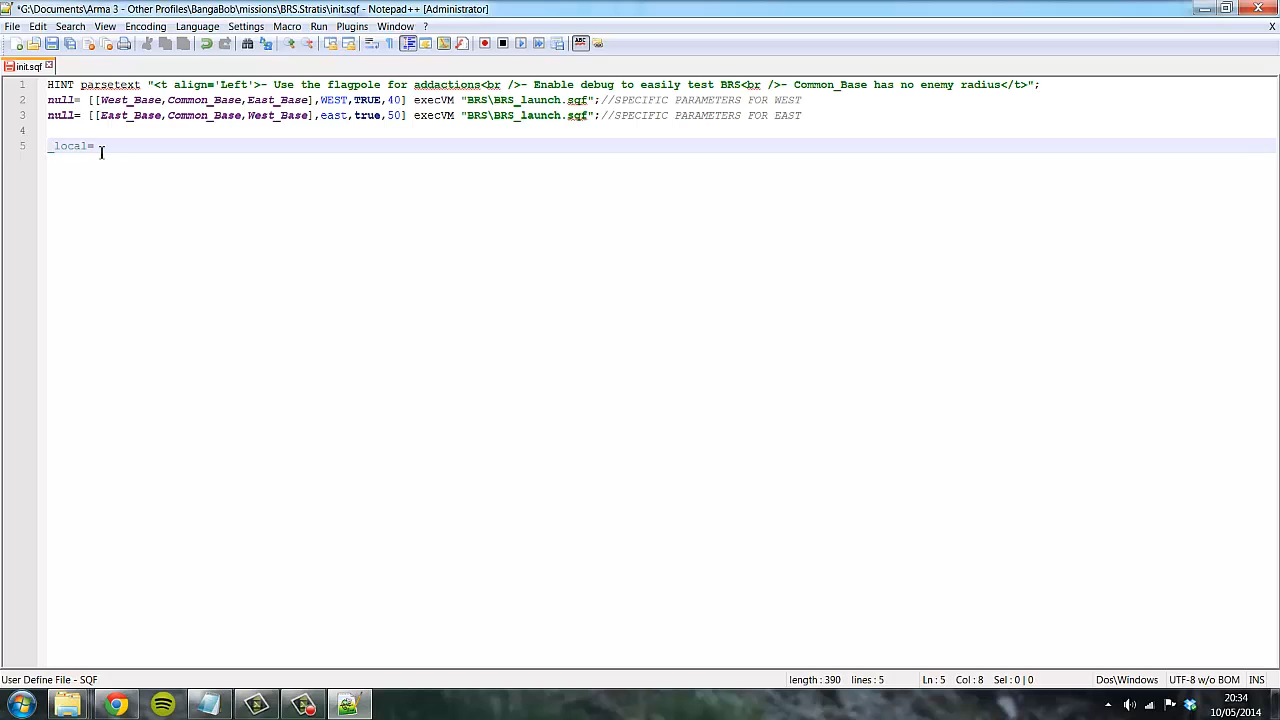 *G:\Documents\Arma 3 - Other Profiles\BangaBob\missions\BRS.Stratis\init.sqf - Notepad++ [Administrator]
File Edit Search View Encoding Language Settings Macro Run Plugins Window ? X
init.sqf
1 HINT parsetext "<t align='Left'>- Use the flagpole for addactions<br />- Enable debug to easily test BRS<br />- Common_Base has no enemy radius</t>";
2 null= [[West_Base,Common_Base,East_Base],WEST,TRUE,40] execVM "BRS\BRS_launch.sqf";//SPECIFIC PARAMETERS FOR WEST
3 null= [[East_Base,Common_Base,West_Base],east,true,50] execVM "BRS\BRS_launch.sqf";//SPECIFIC PARAMETERS FOR EAST
4
5 _local=
User Define File - SQF length : 390 lines : 5 Ln : 5 Col : 8 Sel : 0 | 0 Dos\Windows UTF-8 w/o BOM INS
20:34
10/05/2014